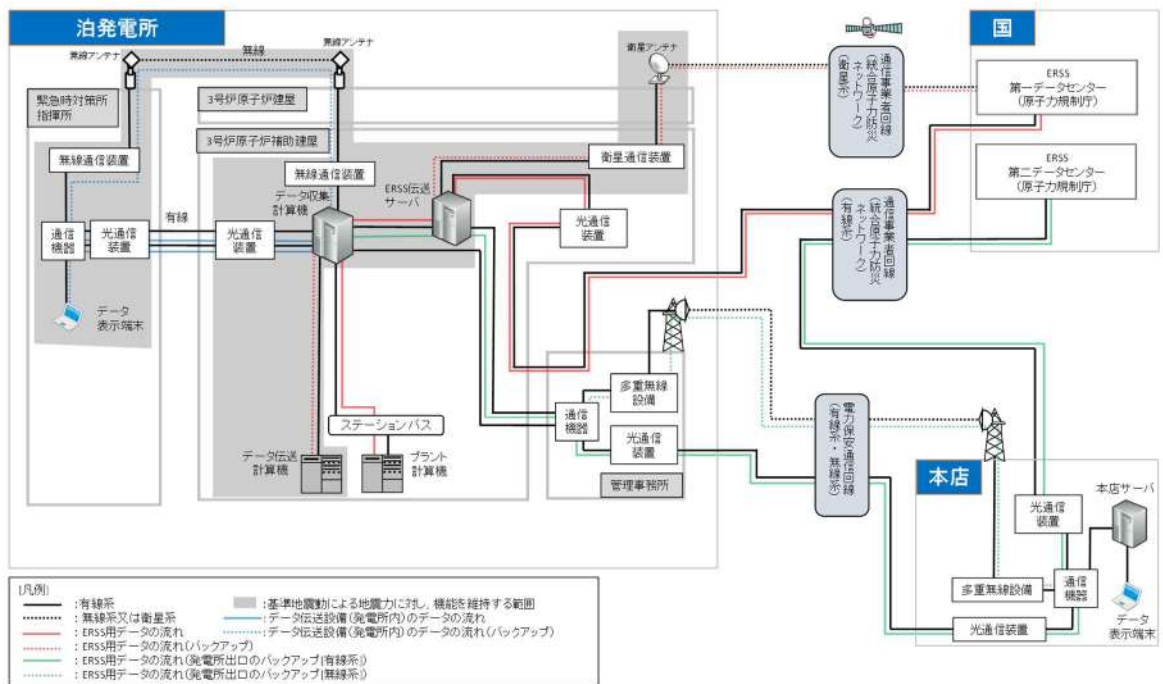 泊発電所
国
無線アンテナ
無線
無線アンテナ
衛星アンテナ
緊急時対策所
指揮所
3号炉原子炉建屋
3号炉原子炉補助建屋
無線通信装置
無線通信装置
データ収集
計算機
ERSS伝送
サーバ
衛星通信装置
光通信
装置
有線
通信
機器
光通信
装置
光通信
装置
データ
表示端末
ステーションバス
データ伝送
計算機
プラント
計算機
多重無線
設備
通信
機器
光通信
装置
管理事務所
通信事業者回線
(統合原子力防災
ネットワーク)
(衛星系)
通信事業者回線
(統合原子力防災
ネットワーク)
(有線系)
電力保安通信回線
(有線系・無線系)
ERSS
第一データセンター
(原子力規制庁)
ERSS
第二データセンター
(原子力規制庁)
本店
本店サーバ
光通信
装置
多重無線設備
通信
機器
光通信装置
データ
表示端末
[凡例]
:有線系
:基準地震動による地震力に対し,機能を維持する範囲
:無線系又は衛星系
:データ伝送設備(発電所内)のデータの流れ
:ERSS用データの流れ
:データ伝送設備(発電所内)のデータの流れ(バックアップ)
:ERSS用データの流れ(バックアップ)
:ERSS用データの流れ(発電所出口のバックアップ[有線系])
:ERSS用データの流れ(発電所出口のバックアップ[無線系])